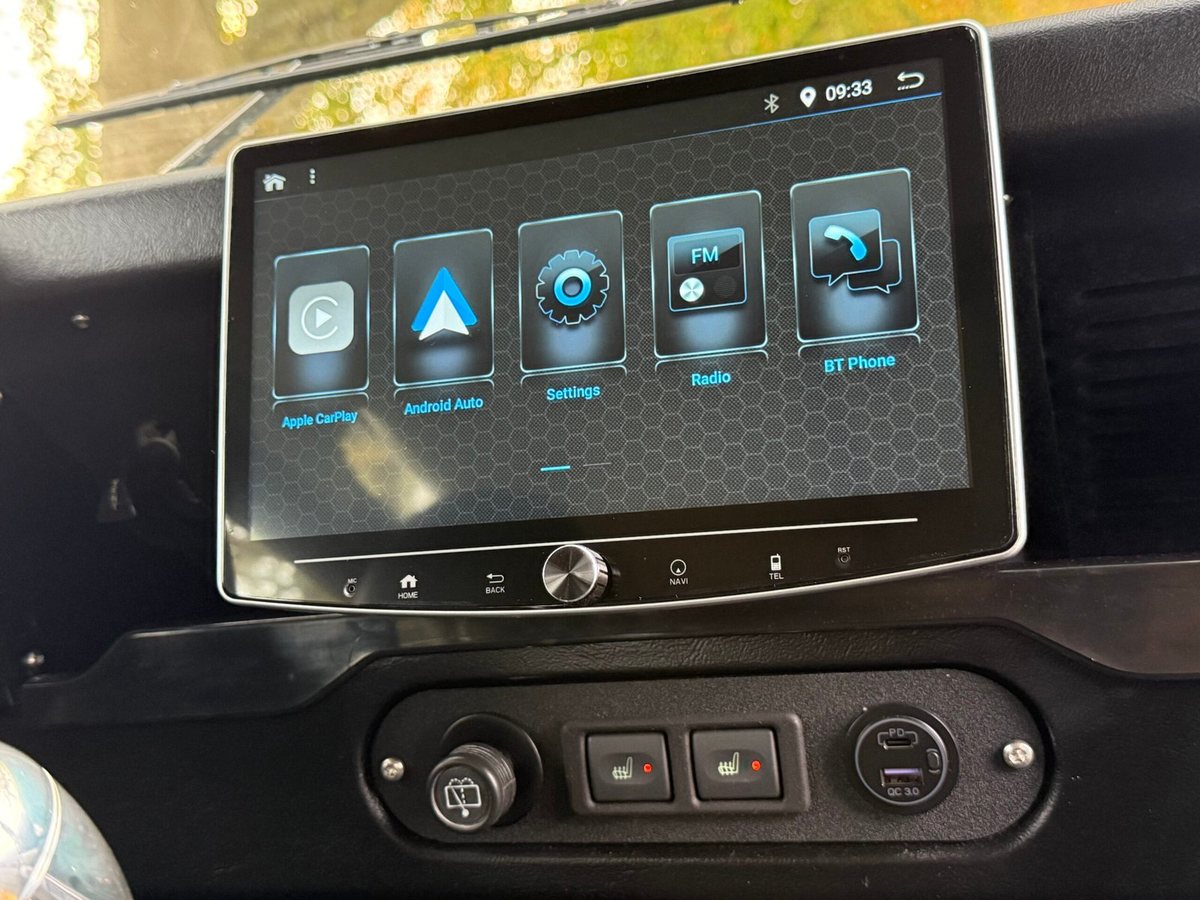 09:33
Apple CarPlay
Android Auto
Settings
FM
Radio
BT Phone
MIC
HOME
BACK
NAVI
TEL
RST
PD
QC 3.0